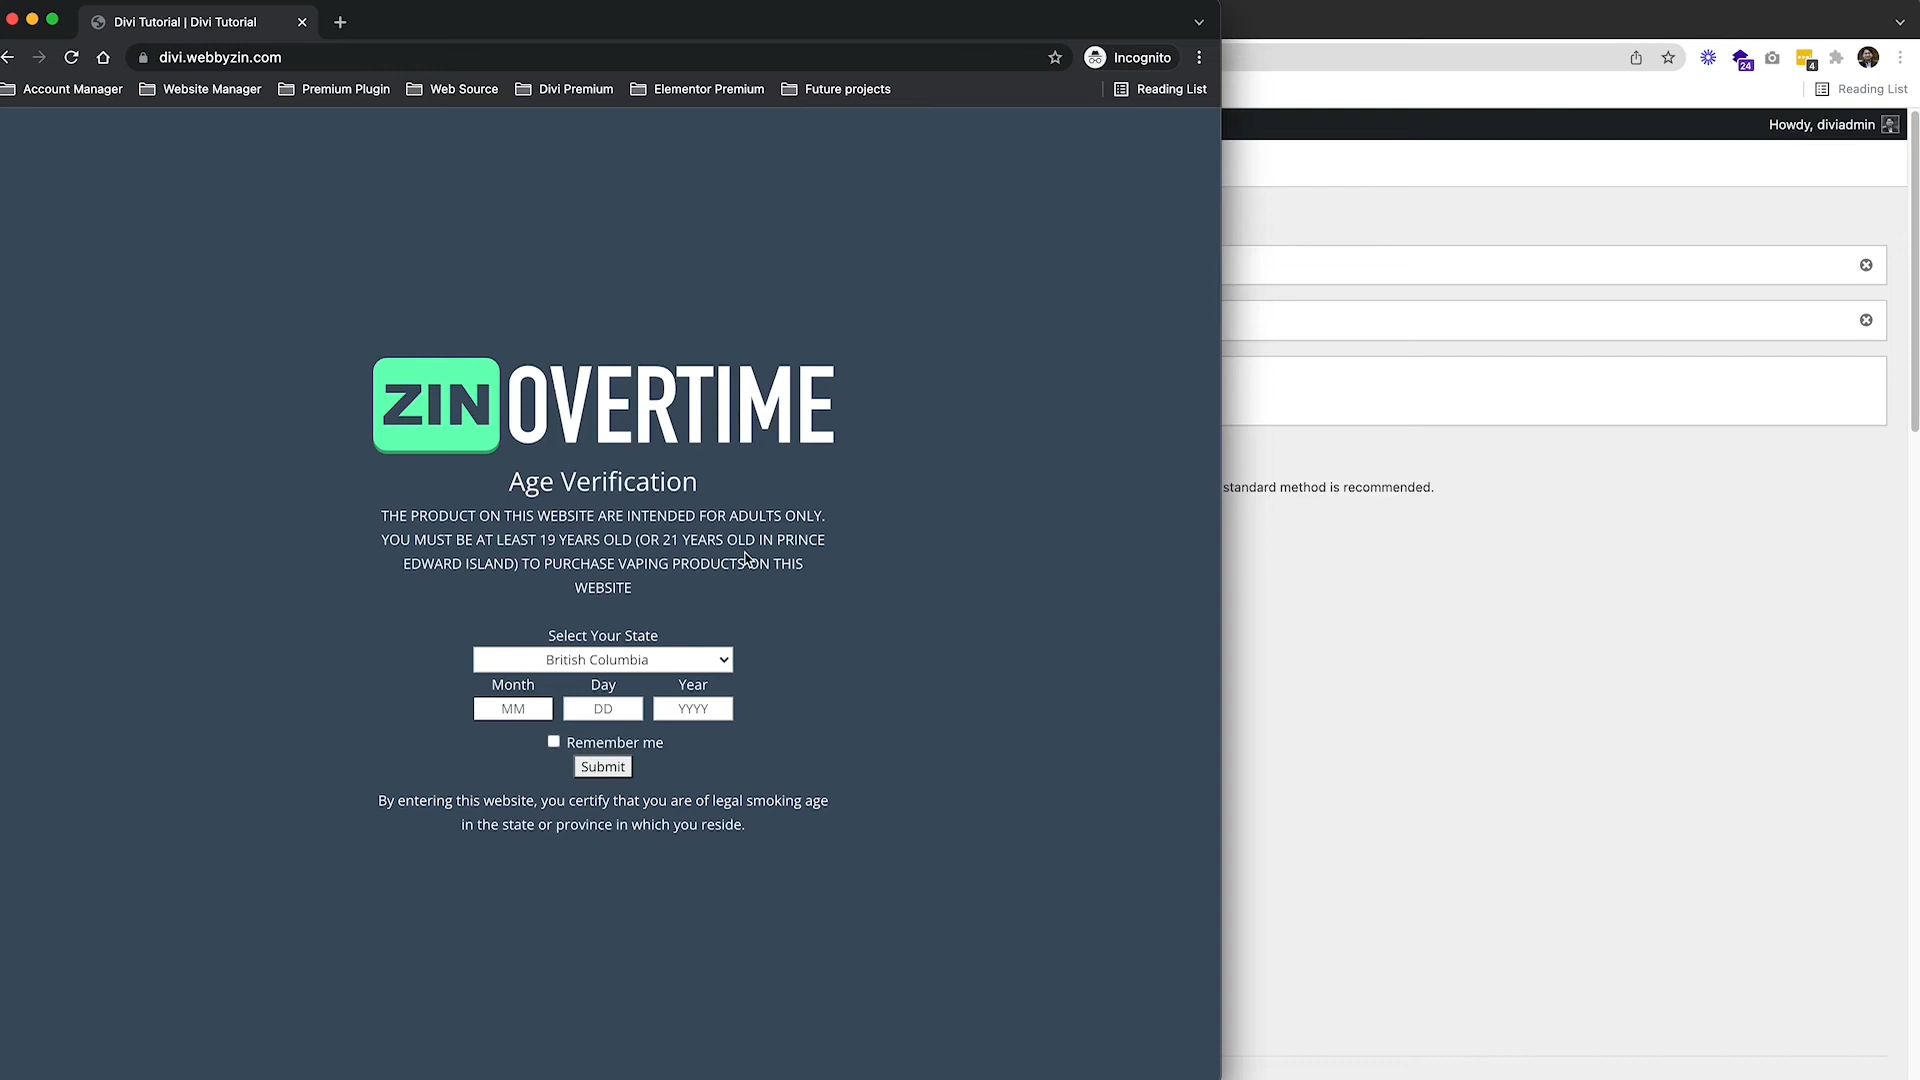 Divi Tutorial | Divi Tutorial
divi.webbyzin.com
Incognito
24
4
Account Manager
Website Manager
Premium Plugin
Web Source
Divi Premium
Elementor Premium
Future projects
Reading List
Reading List
Howdy, diviadmin
ZIN OVERTIME
Age Verification
THE PRODUCT ON THIS WEBSITE ARE INTENDED FOR ADULTS ONLY.
YOU MUST BE AT LEAST 19 YEARS OLD (OR 21 YEARS OLD IN PRINCE
EDWARD ISLAND) TO PURCHASE VAPING PRODUCTS ON THIS
WEBSITE
standard method is recommended.
Select Your State
British Columbia
Month Day Year
MM DD YYYY
Remember me
Submit
By entering this website, you certify that you are of legal smoking age
in the state or province in which you reside.